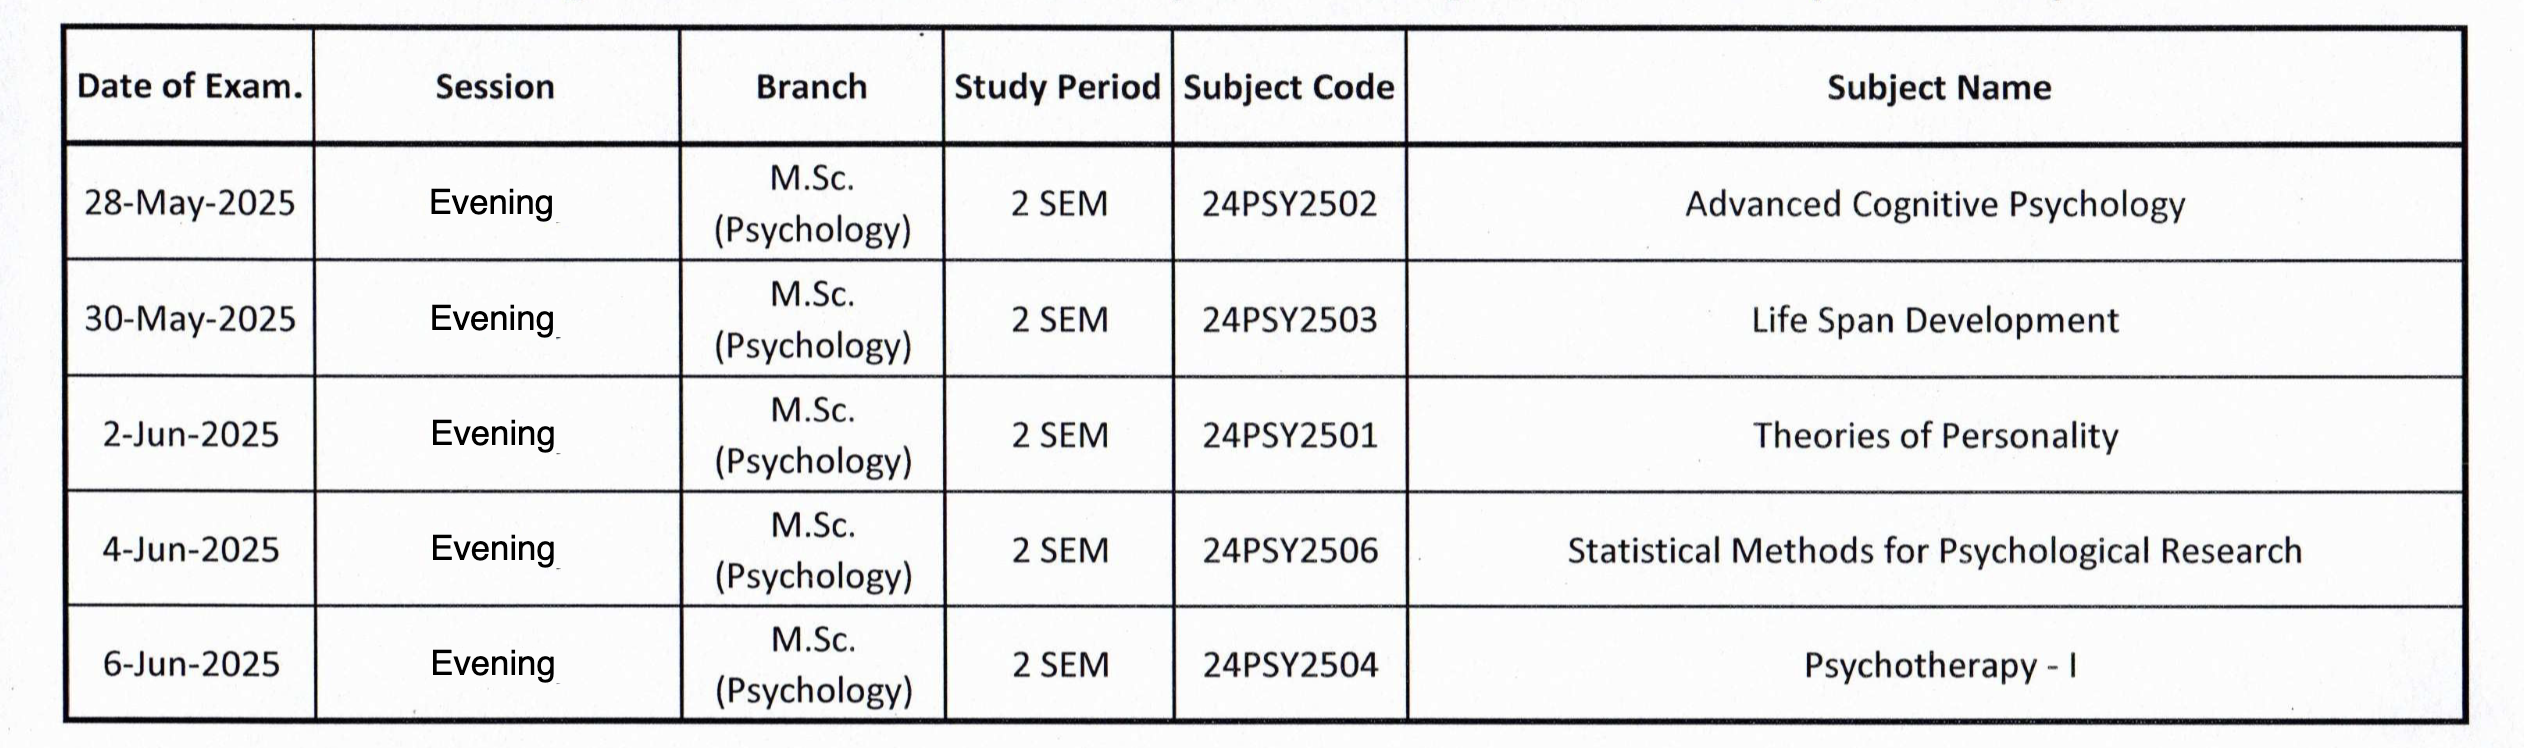 Date of Exam. Session Branch Study Period Subject Code Subject Name
28-May-2025 Evening M.Sc. (Psychology) 2 SEM 24PSY2502 Advanced Cognitive Psychology
30-May-2025 Evening M.Sc. (Psychology) 2 SEM 24PSY2503 Life Span Development
2-Jun-2025 Evening M.Sc. (Psychology) 2 SEM 24PSY2501 Theories of Personality
4-Jun-2025 Evening M.Sc. (Psychology) 2 SEM 24PSY2506 Statistical Methods for Psychological Research
6-Jun-2025 Evening M.Sc. (Psychology) 2 SEM 24PSY2504 Psychotherapy - I